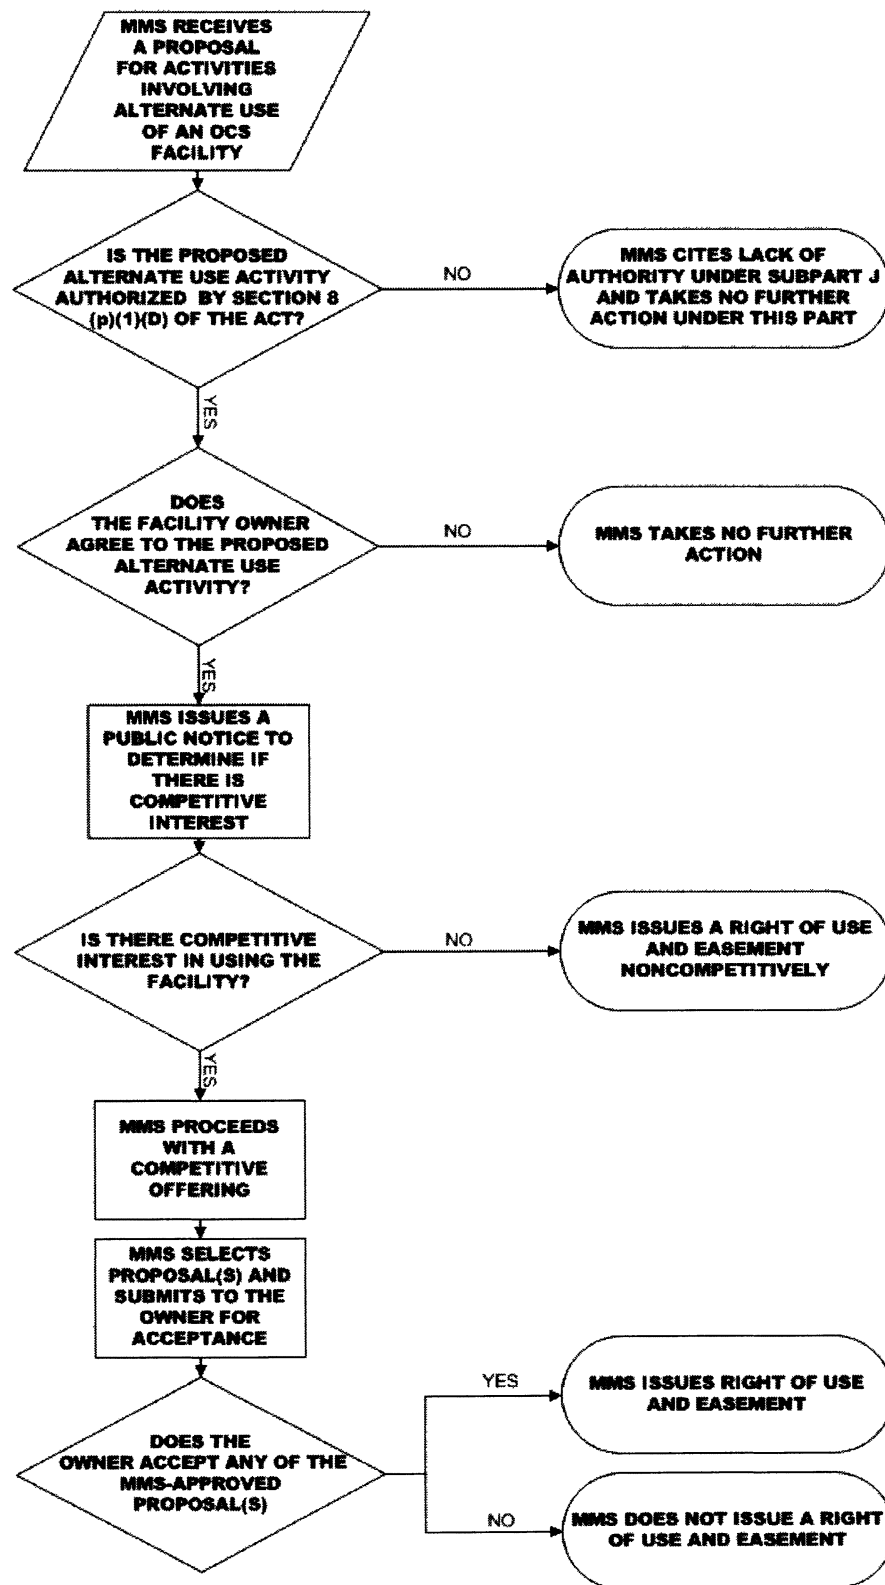 MMS RECEIVES
A PROPOSAL
FOR ACTIVITIES
INVOLVING
ALTERNATE USE
OF AN OCS
FACILITY
IS THE PROPOSED
ALTERNATE USE ACTIVITY
AUTHORIZED BY SECTION 8
(p)(1)(D) OF THE ACT?
NO
MMS CITES LACK OF
AUTHORITY UNDER SUBPART J
AND TAKES NO FURTHER
ACTION UNDER THIS PART
YES
DOES
THE FACILITY OWNER
AGREE TO THE PROPOSED
ALTERNATE USE
ACTIVITY?
NO
MMS TAKES NO FURTHER
ACTION
YES
MMS ISSUES A
PUBLIC NOTICE TO
DETERMINE IF
THERE IS
COMPETITIVE
INTEREST
IS THERE COMPETITIVE
INTEREST IN USING THE
FACILITY?
NO
MMS ISSUES A RIGHT OF USE
AND EASEMENT
NONCOMPETITIVELY
YES
MMS PROCEEDS
WITH A
COMPETITIVE
OFFERING
MMS SELECTS
PROPOSAL(S) AND
SUBMITS TO THE
OWNER FOR
ACCEPTANCE
DOES THE
OWNER ACCEPT ANY OF THE
MMS-APPROVED
PROPOSAL(S)
YES
MMS ISSUES RIGHT OF USE
AND EASEMENT
NO
MMS DOES NOT ISSUE A RIGHT
OF USE AND EASEMENT